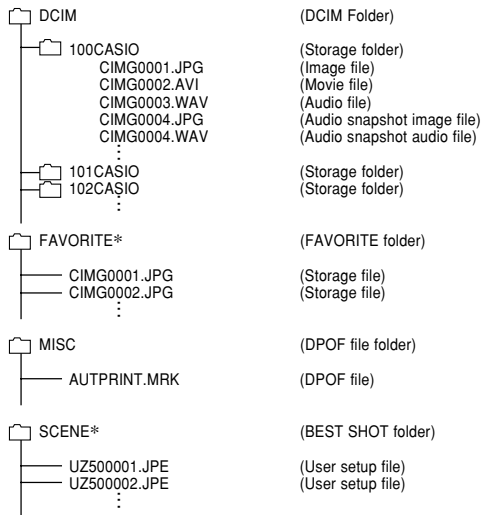 DCIM (DCIM Folder)
100CASIO (Storage folder)
CIMG0001.JPG (Image file)
CIMG0002.AVI (Movie file)
CIMG0003.WAV (Audio file)
CIMG0004.JPG (Audio snapshot image file)
CIMG0004.WAV (Audio snapshot audio file)
101CASIO (Storage folder)
102CASIO (Storage folder)
FAVORITE* (FAVORITE folder)
CIMG0001.JPG (Storage file)
CIMG0002.JPG (Storage file)
MISC (DPOF file folder)
AUTPRINT.MRK (DPOF file)
SCENE* (BEST SHOT folder)
UZ500001.JPE (User setup file)
UZ500002.JPE (User setup file)